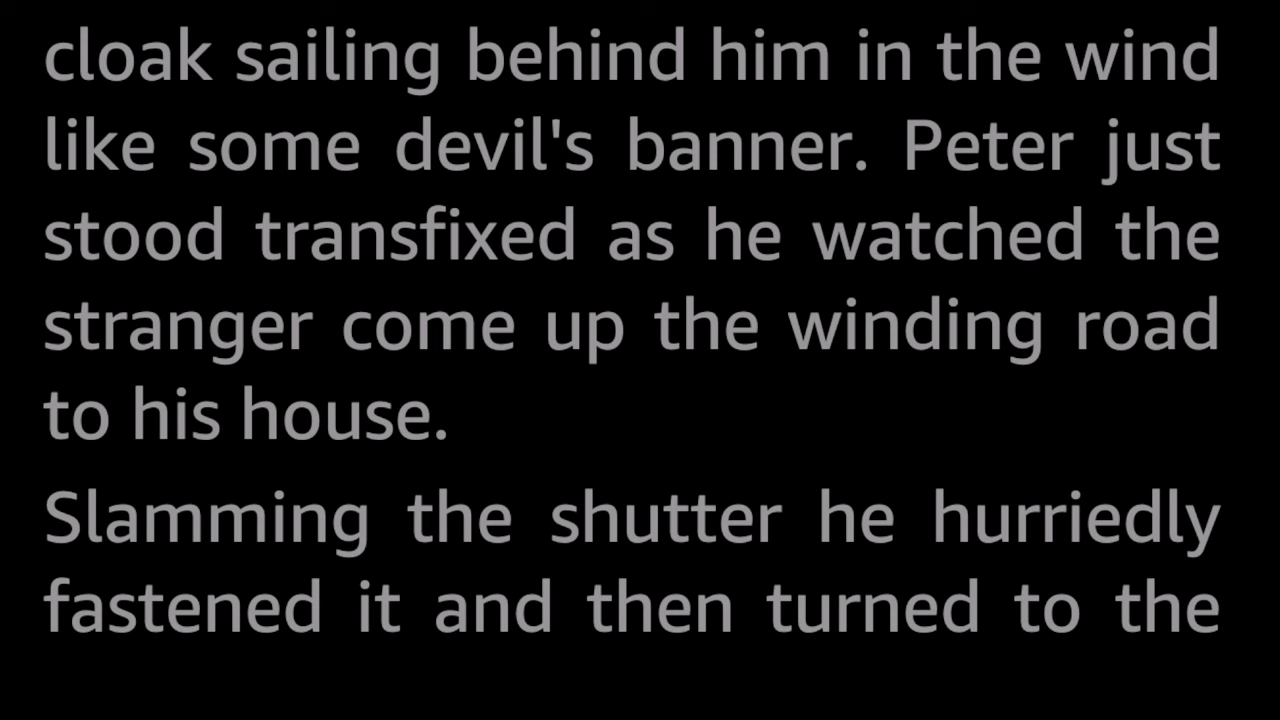 cloak sailing behind him in the wind
like some devil's banner. Peter just
stood transfixed as he watched the
stranger come up the winding road
to his house.
Slamming the shutter he hurriedly
fastened it and then turned to the